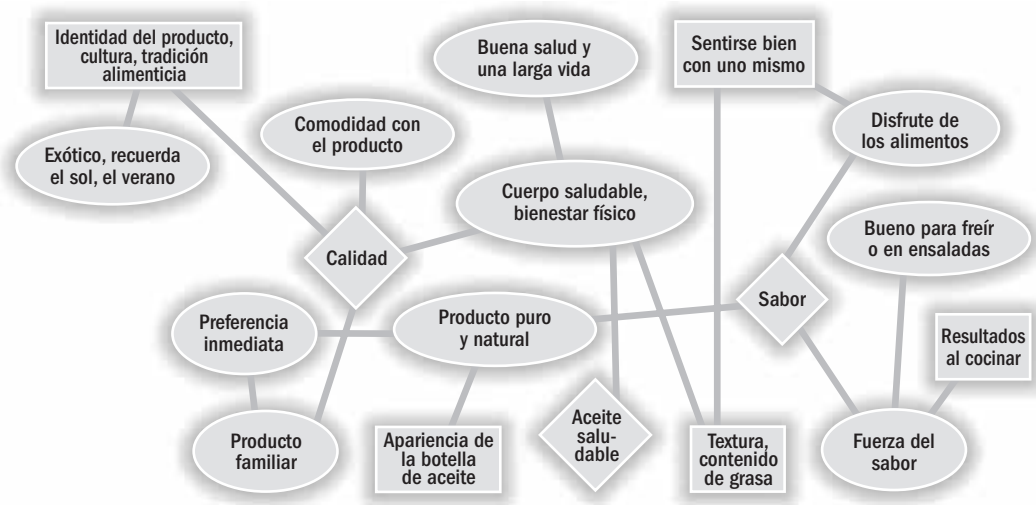 Identidad del producto,
cultura, tradición
alimenticia
Buena salud y
una larga vida
Sentirse bien
con uno mismo
Exótico, recuerda
el sol, el verano
Comodidad con
el producto
Disfrute de
los alimentos
Cuerpo saludable,
bienestar físico
Bueno para freír
o en ensaladas
Calidad
Sabor
Preferencia
inmediata
Producto puro
y natural
Resultados
al cocinar
Producto
familiar
Apariencia de
la botella
de aceite
Aceite
salu-
dable
Textura,
contenido
de grasa
Fuerza del
sabor